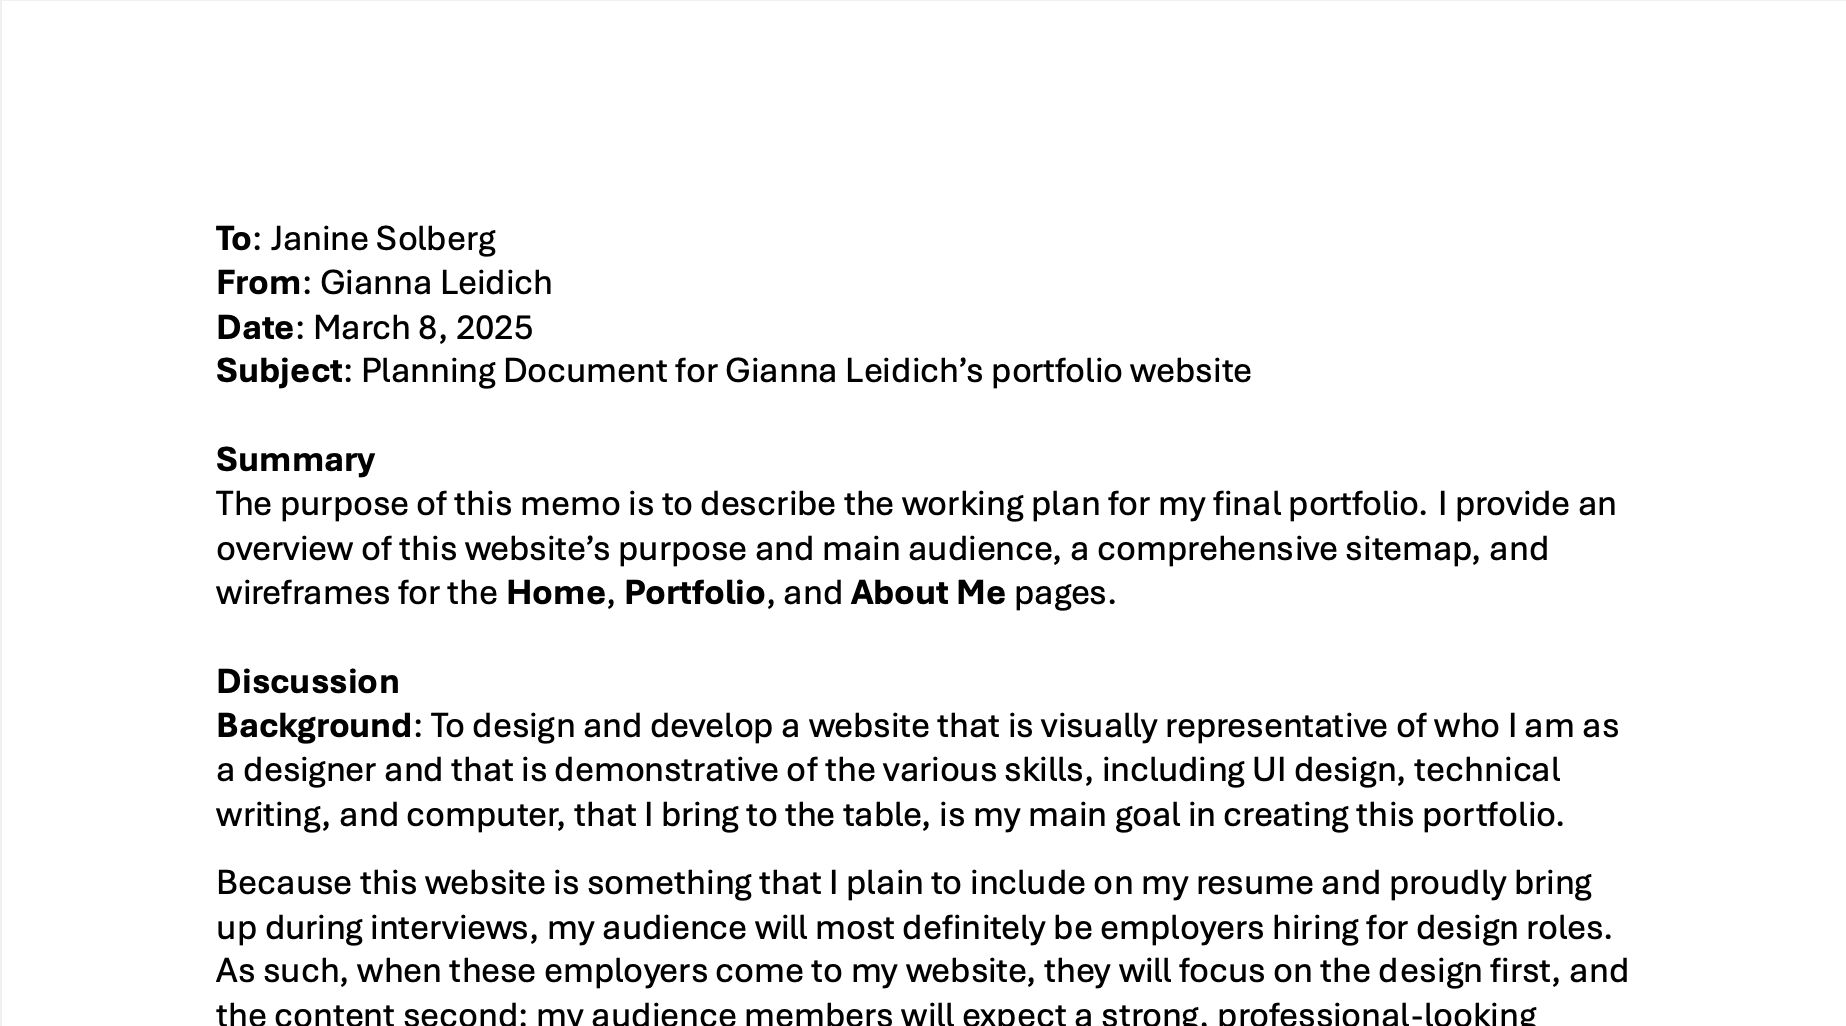 To: Janine Solberg
From: Gianna Leidich
Date: March 8, 2025
Subject: Planning Document for Gianna Leidich’s portfolio website
Summary
The purpose of this memo is to describe the working plan for my final portfolio. I provide an
overview of this website’s purpose and main audience, a comprehensive sitemap, and
wireframes for the Home, Portfolio, and About Me pages.
Discussion
Background: To design and develop a website that is visually representative of who I am as
a designer and that is demonstrative of the various skills, including UI design, technical
writing, and computer, that I bring to the table, is my main goal in creating this portfolio.
Because this website is something that I plain to include on my resume and proudly bring
up during interviews, my audience will most definitely be employers hiring for design roles.
As such, when these employers come to my website, they will focus on the design first, and
the content second; my audience members will expect a strong, professional-looking